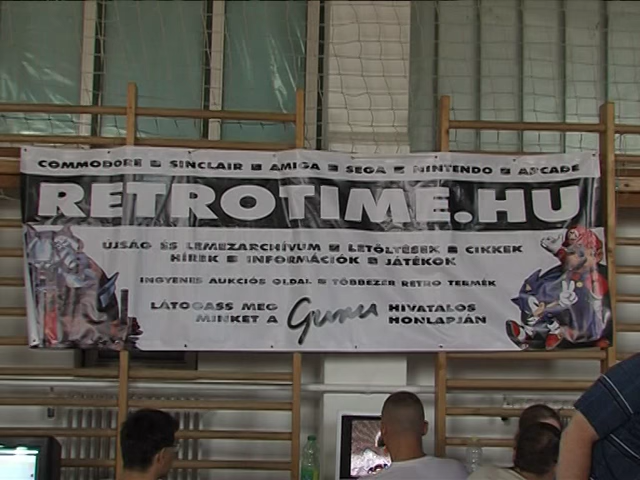 COMMODORE ■ SINCLAIR ■ AMIGA ■ SEGA ■ NINTENDO ■ ARCADE
RETROTIME.HU
ÚJSÁG ÉS LEMEZARCHÍVUM ■ LETÖLTÉSEK ■ CIKKEK
HÍREK ■ INFORMÁCIÓK ■ JÁTÉKOK
INGYENES AUKCIÓS OLDAL ■ TÖBBEZER RETRO TERMÉK
LÁTOGASS MEG
MINKET A
HIVATALOS
HONLAPJÁN